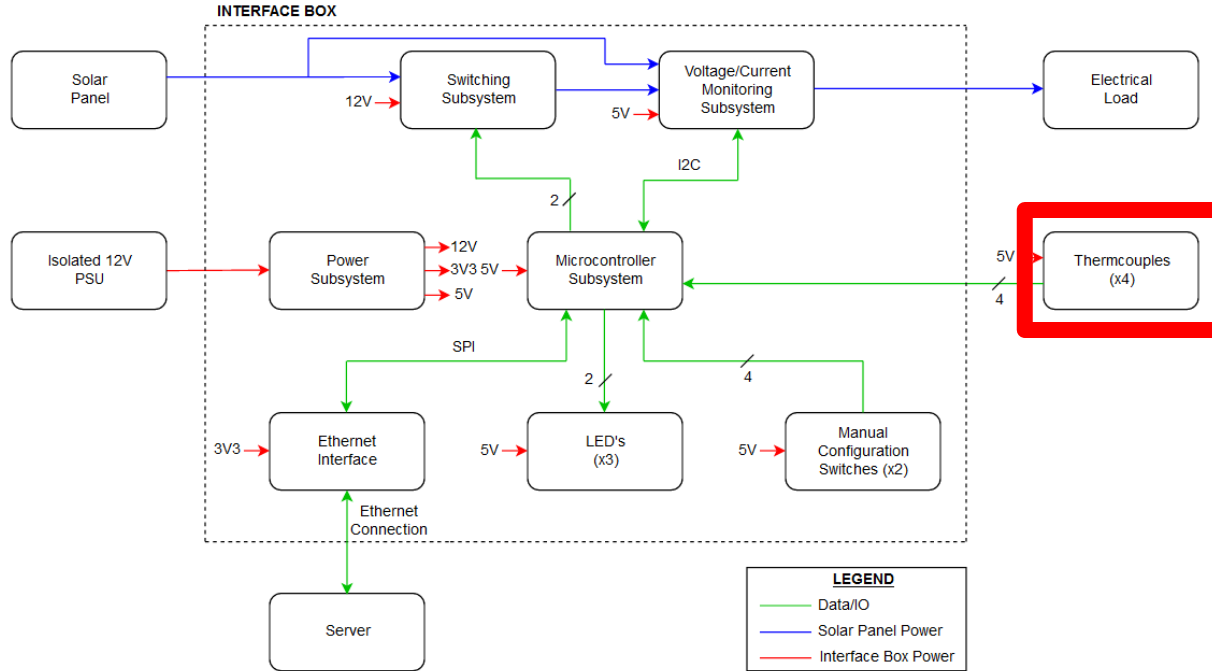 INTERFACE BOX
Solar
Panel
Switching
Subsystem
12V
Voltage/Current
Monitoring
Subsystem
5V
Electrical
Load
I2C
2
Isolated 12V
PSU
Power
Subsystem
12V
3V3
5V
5V
Microcontroller
Subsystem
5V
Thermcouples
(x4)
4
SPI
2
4
3V3
Ethernet
Interface
5V
LED's
(x3)
5V
Manual
Configuration
Switches (x2)
Ethernet
Connection
Server
LEGEND
Data/IO
Solar Panel Power
Interface Box Power